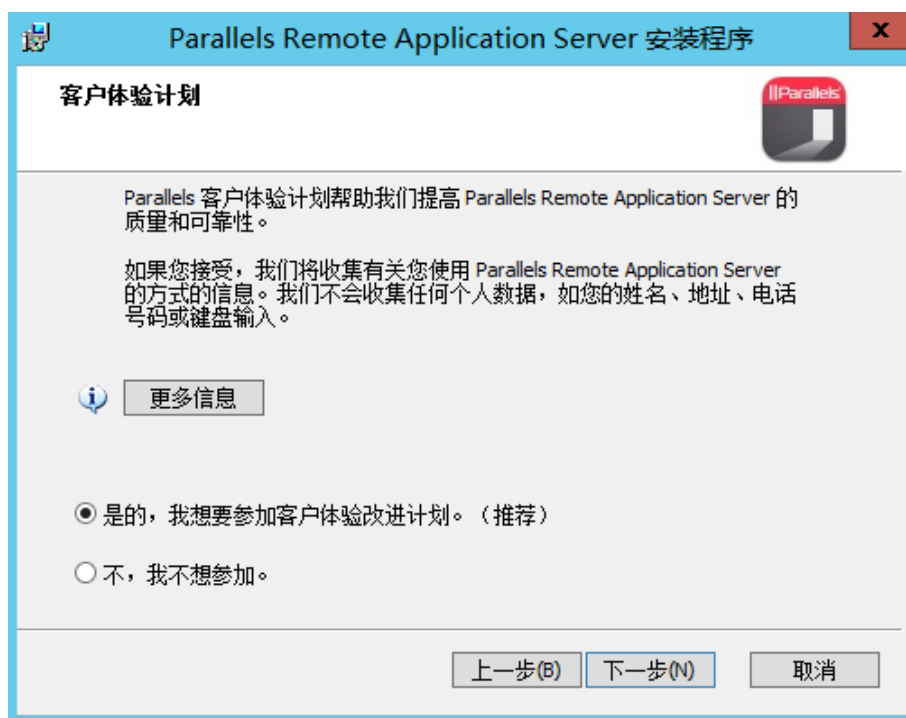 Parallels Remote Application Server 安装程序
x
客户体验计划
||Parallels
Parallels 客户体验计划帮助我们提高 Parallels Remote Application Server 的
质量和可靠性。
如果您接受，我们将收集有关您使用 Parallels Remote Application Server
的方式的信息。我们不会收集任何个人数据，如您的姓名、地址、电话
号码或键盘输入。
更多信息
是的，我想要参加客户体验改进计划。（推荐）
不，我不想参加。
上一步(B) 下一步(N) 取消